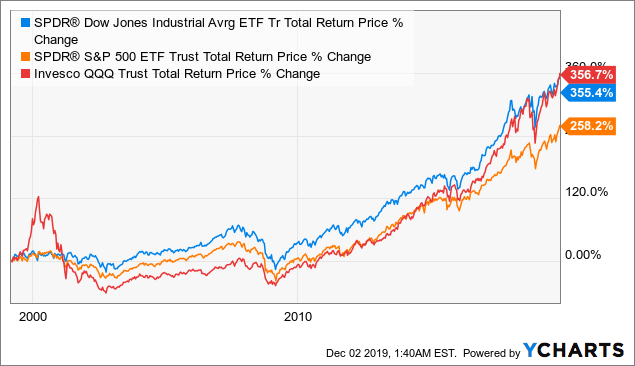 SPDR® Dow Jones Industrial Avrg ETF Tr Total Return Price %
Change
SPDR® S&P 500 ETF Trust Total Return Price % Change
Invesco QQQ Trust Total Return Price % Change
360.0%
356.7%
355.4%
258.2%
120.0%
0.00%
2000
2010
Dec 02 2019, 1:40AM EST. Powered by YCHARTS